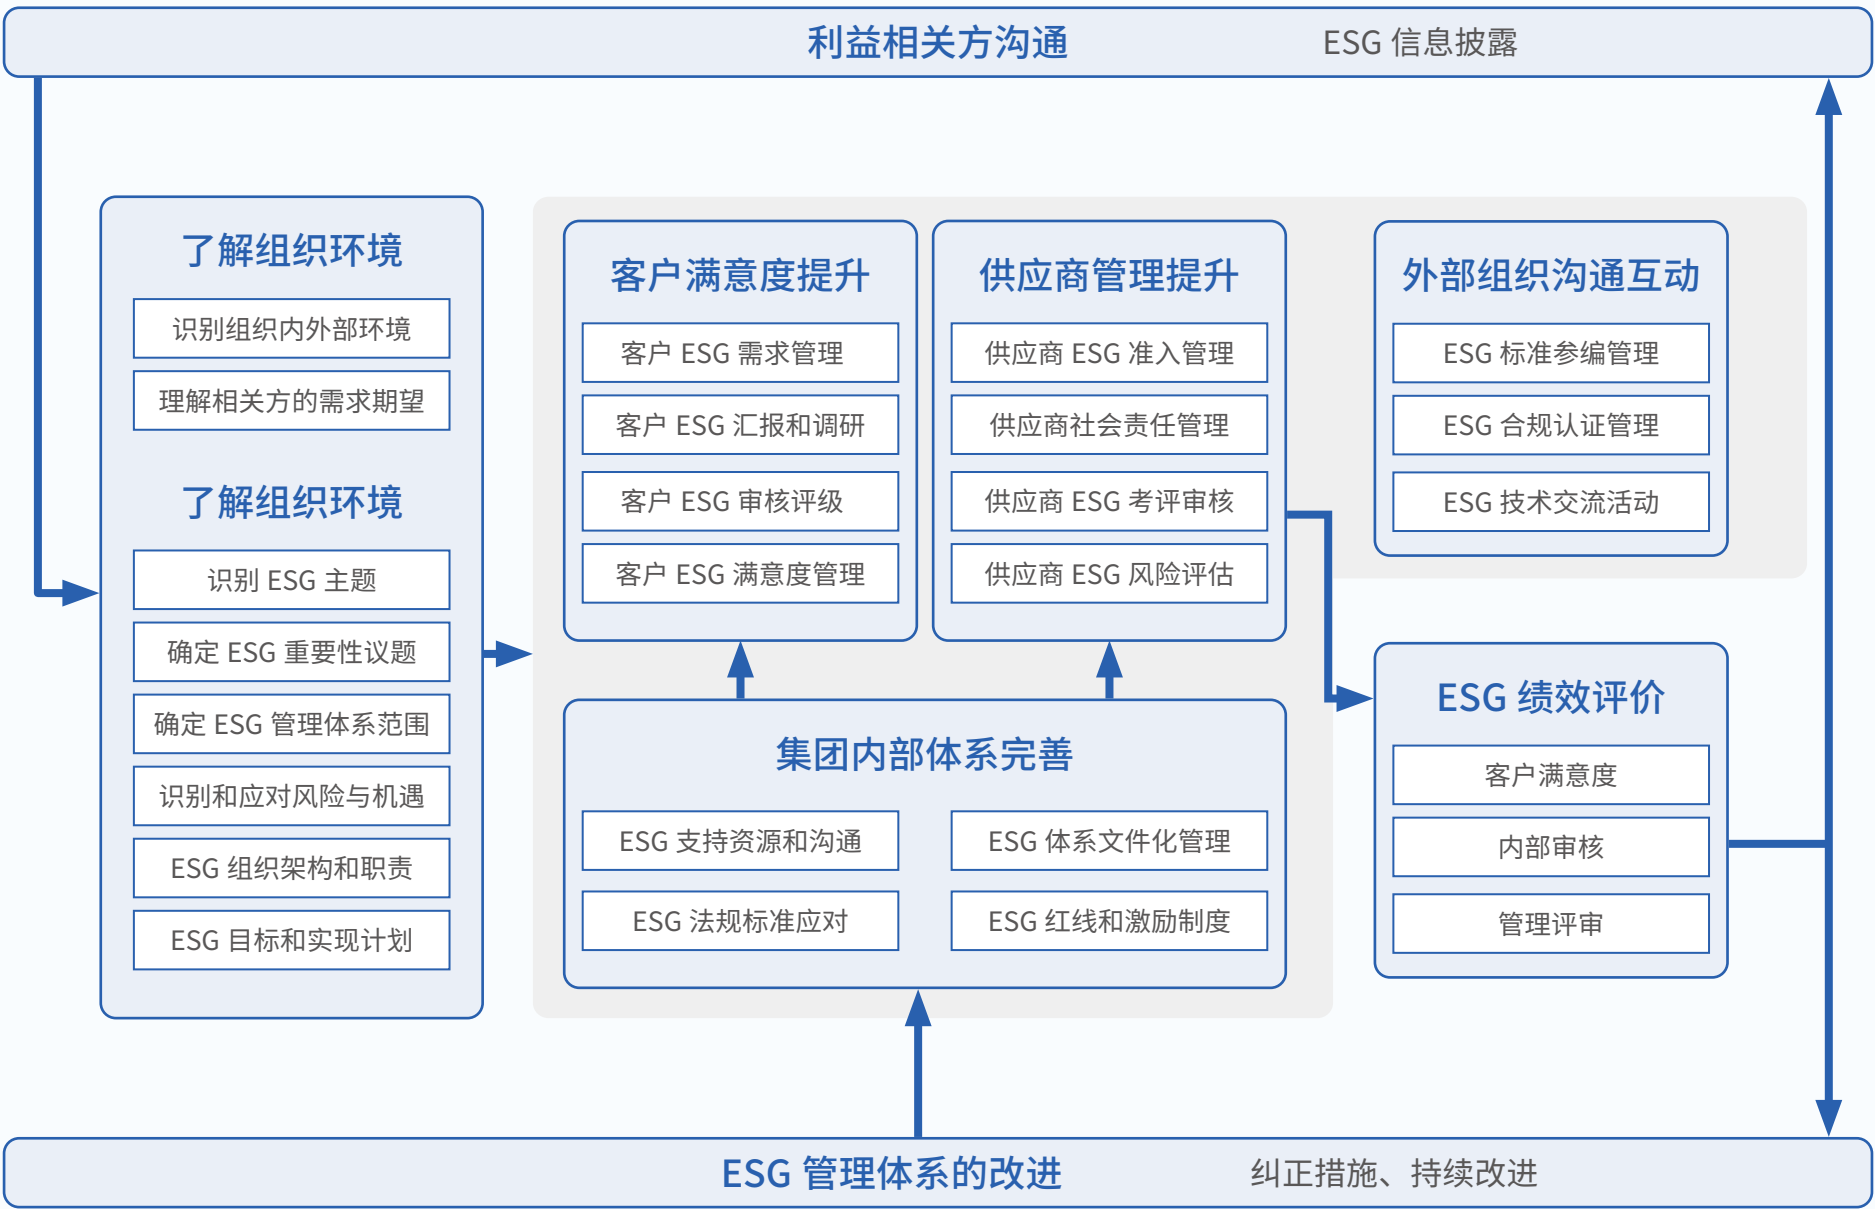 利益相关方沟通
ESG 信息披露
了解组织环境
识别组织内外部环境
理解相关方的需求期望
了解组织环境
识别 ESG 主题
确定 ESG 重要性议题
确定 ESG 管理体系范围
识别和应对风险与机遇
ESG 组织架构和职责
ESG 目标和实现计划
客户满意度提升
客户 ESG 需求管理
客户 ESG 汇报和调研
客户 ESG 审核评级
客户 ESG 满意度管理
供应商管理提升
供应商 ESG 准入管理
供应商社会责任管理
供应商 ESG 考评审核
供应商 ESG 风险评估
外部组织沟通互动
ESG 标准参编管理
ESG 合规认证管理
ESG 技术交流活动
集团内部体系完善
ESG 支持资源和沟通
ESG 体系文件化管理
ESG 法规标准应对
ESG 红线和激励制度
ESG 绩效评价
客户满意度
内部审核
管理评审
ESG 管理体系的改进
纠正措施、持续改进